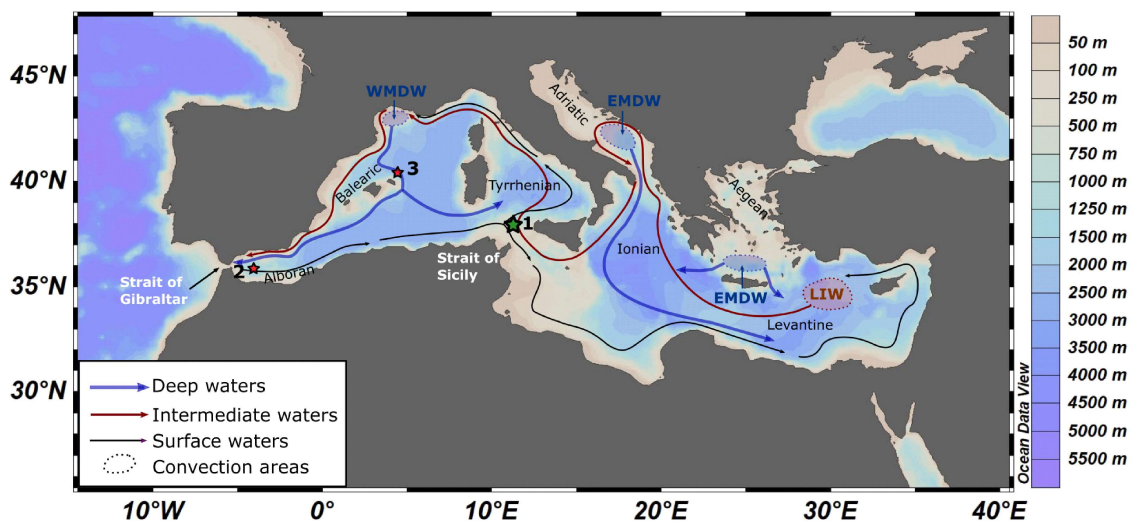 45°N
40°N
35°N
30°N
10°W
0°
10°E
20°E
30°E
40°E
WMDW
EMDW
Adriatic
3
Balearic
Tyrrhenian
Aegean
1
Ionian
Strait of
Sicily
Strait of
Gibraltar
2
Alboran
EMDW
LIW
Levantine
Deep waters
Intermediate waters
Surface waters
Convection areas
Ocean Data View
50 m
100 m
250 m
500 m
750 m
1000 m
1250 m
1500 m
2000 m
2500 m
3000 m
3500 m
4000 m
4500 m
5000 m
5500 m